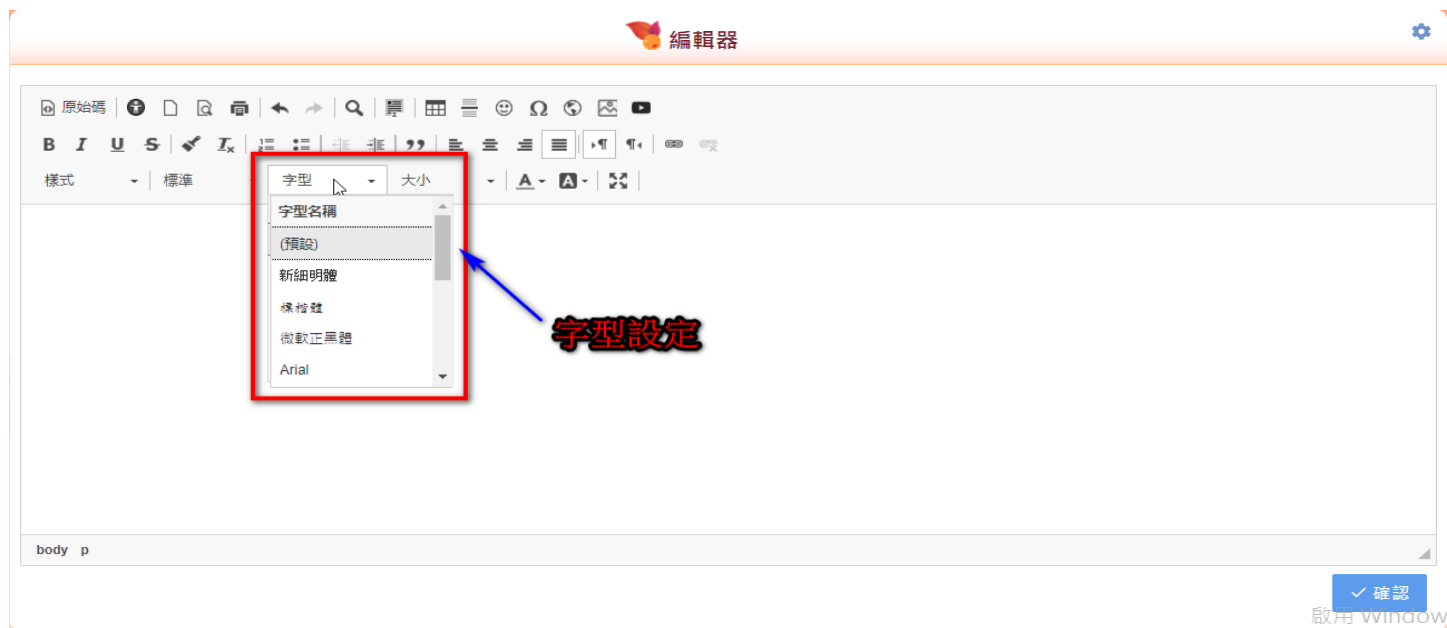 編輯器
原始碼
樣式 標準 字型 大小
字型名稱
(預設)
新細明體
標楷體
微軟正黑體
Arial
字型設定
body p
確認
啟用 Window